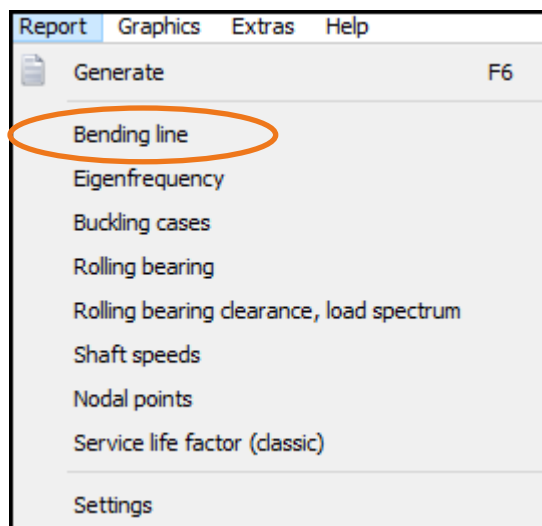 Report Graphics Extras Help
Generate F6
Bending line
Eigenfrequency
Buckling cases
Rolling bearing
Rolling bearing clearance, load spectrum
Shaft speeds
Nodal points
Service life factor (classic)
Settings